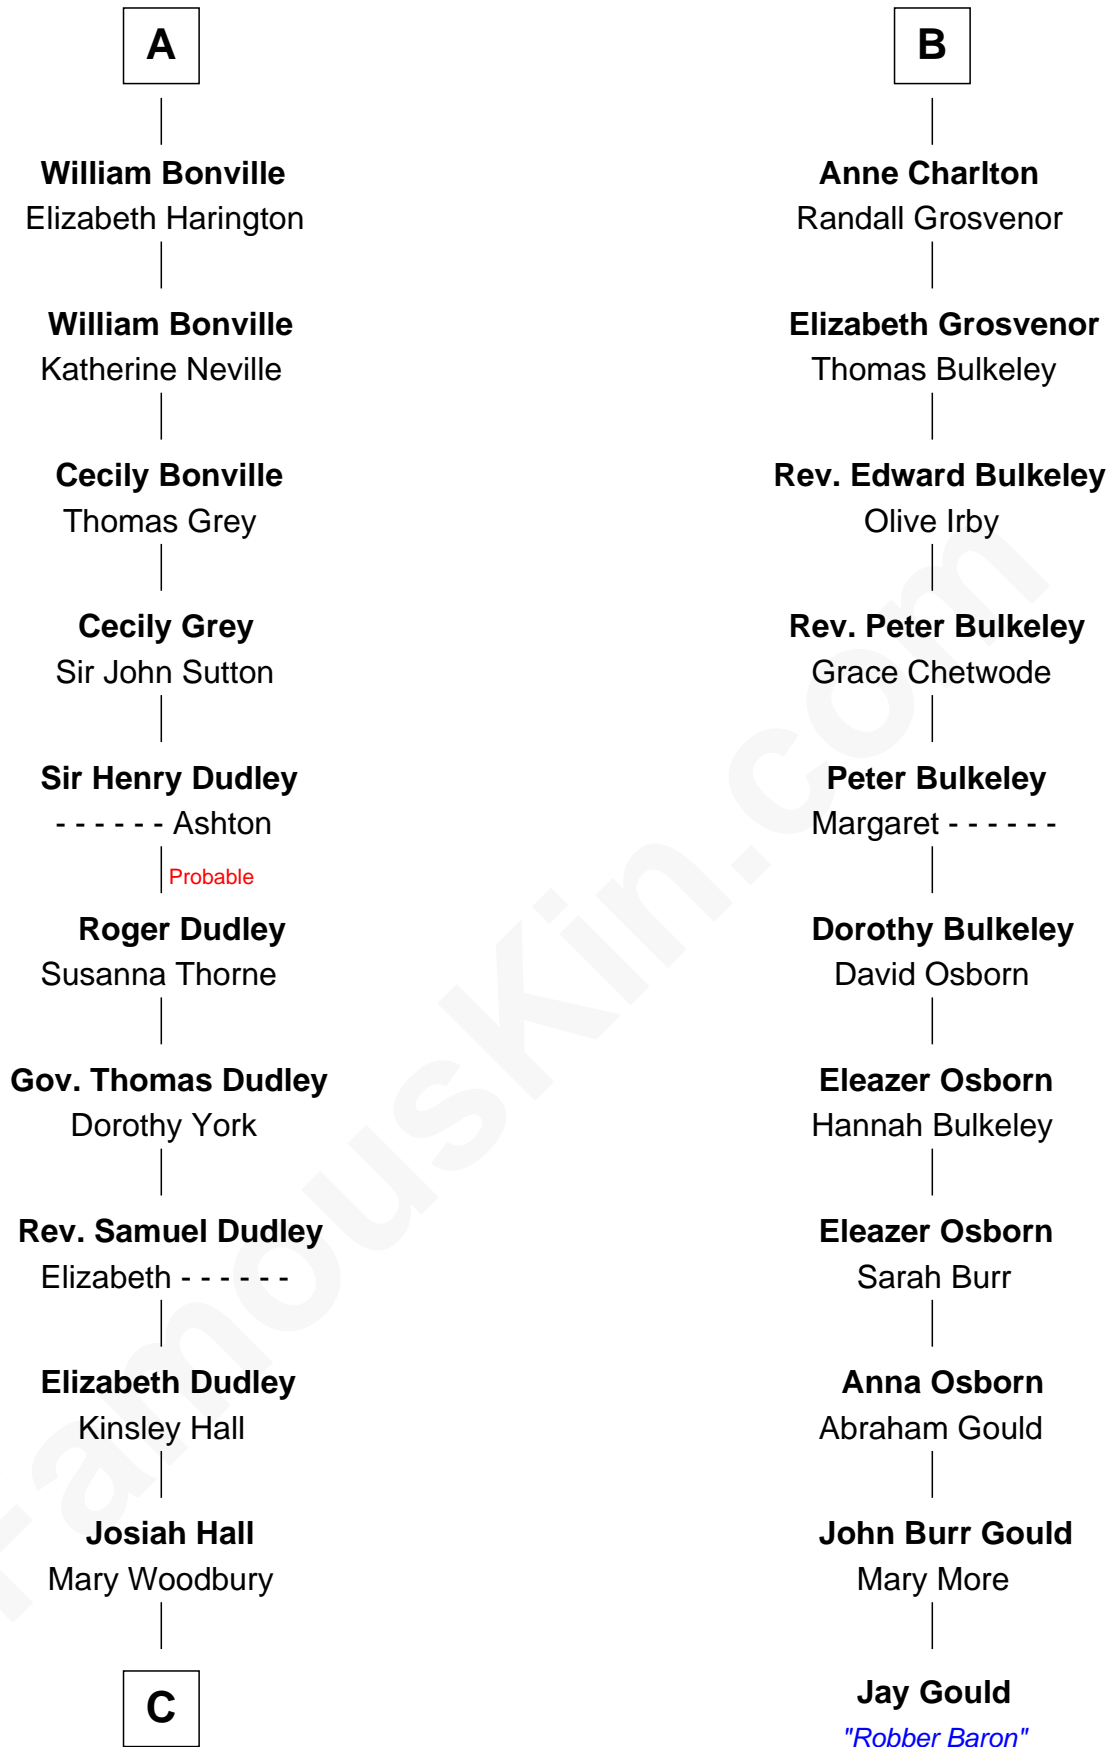 A
William Bonville
Elizabeth Harington
William Bonville
Katherine Neville
Cecily Bonville
Thomas Grey
Cecily Grey
Sir John Sutton
Sir Henry Dudley
- - - - - - Ashton
Probable
Roger Dudley
Susanna Thorne
Gov. Thomas Dudley
Dorothy York
Rev. Samuel Dudley
Elizabeth - - - - - -
Elizabeth Dudley
Kinsley Hall
Josiah Hall
Mary Woodbury
C
B
Anne Charlton
Randall Grosvenor
Elizabeth Grosvenor
Thomas Bulkeley
Rev. Edward Bulkeley
Olive Irby
Rev. Peter Bulkeley
Grace Chetwode
Peter Bulkeley
Margaret - - - - - -
Dorothy Bulkeley
David Osborn
Eleazer Osborn
Hannah Bulkeley
Eleazer Osborn
Sarah Burr
Anna Osborn
Abraham Gould
John Burr Gould
Mary More
Jay Gould
"Robber Baron"
FamousKin.com